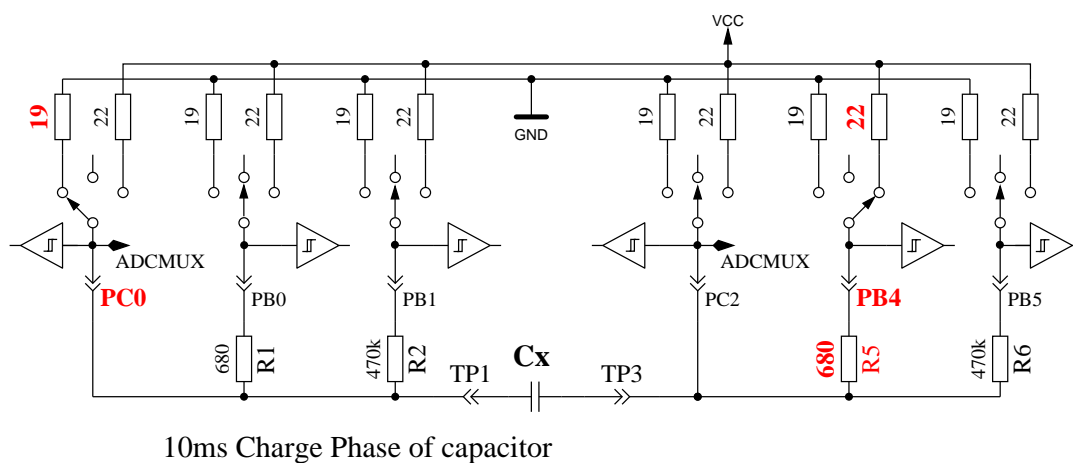 VCC
19
22
19
22
19
22
GND
19
22
19
22
19
22
ADCMUX
ADCMUX
PC0
PB0
PB1
PC2
PB4
PB5
680
R1
470k
R2
TP1
Cx
TP3
680
R5
470k
R6
10ms Charge Phase of capacitor